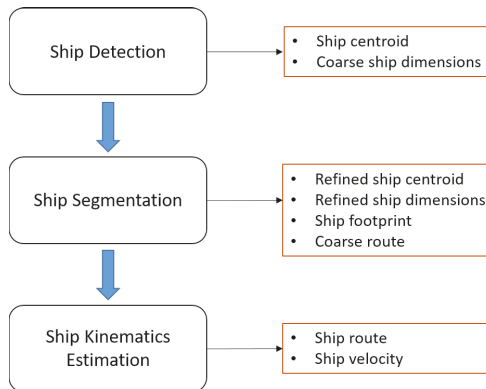 Ship Detection
• Ship centroid
• Coarse ship dimensions
Ship Segmentation
• Refined ship centroid
• Refined ship dimensions
• Ship footprint
• Coarse route
Ship Kinematics
Estimation
• Ship route
• Ship velocity